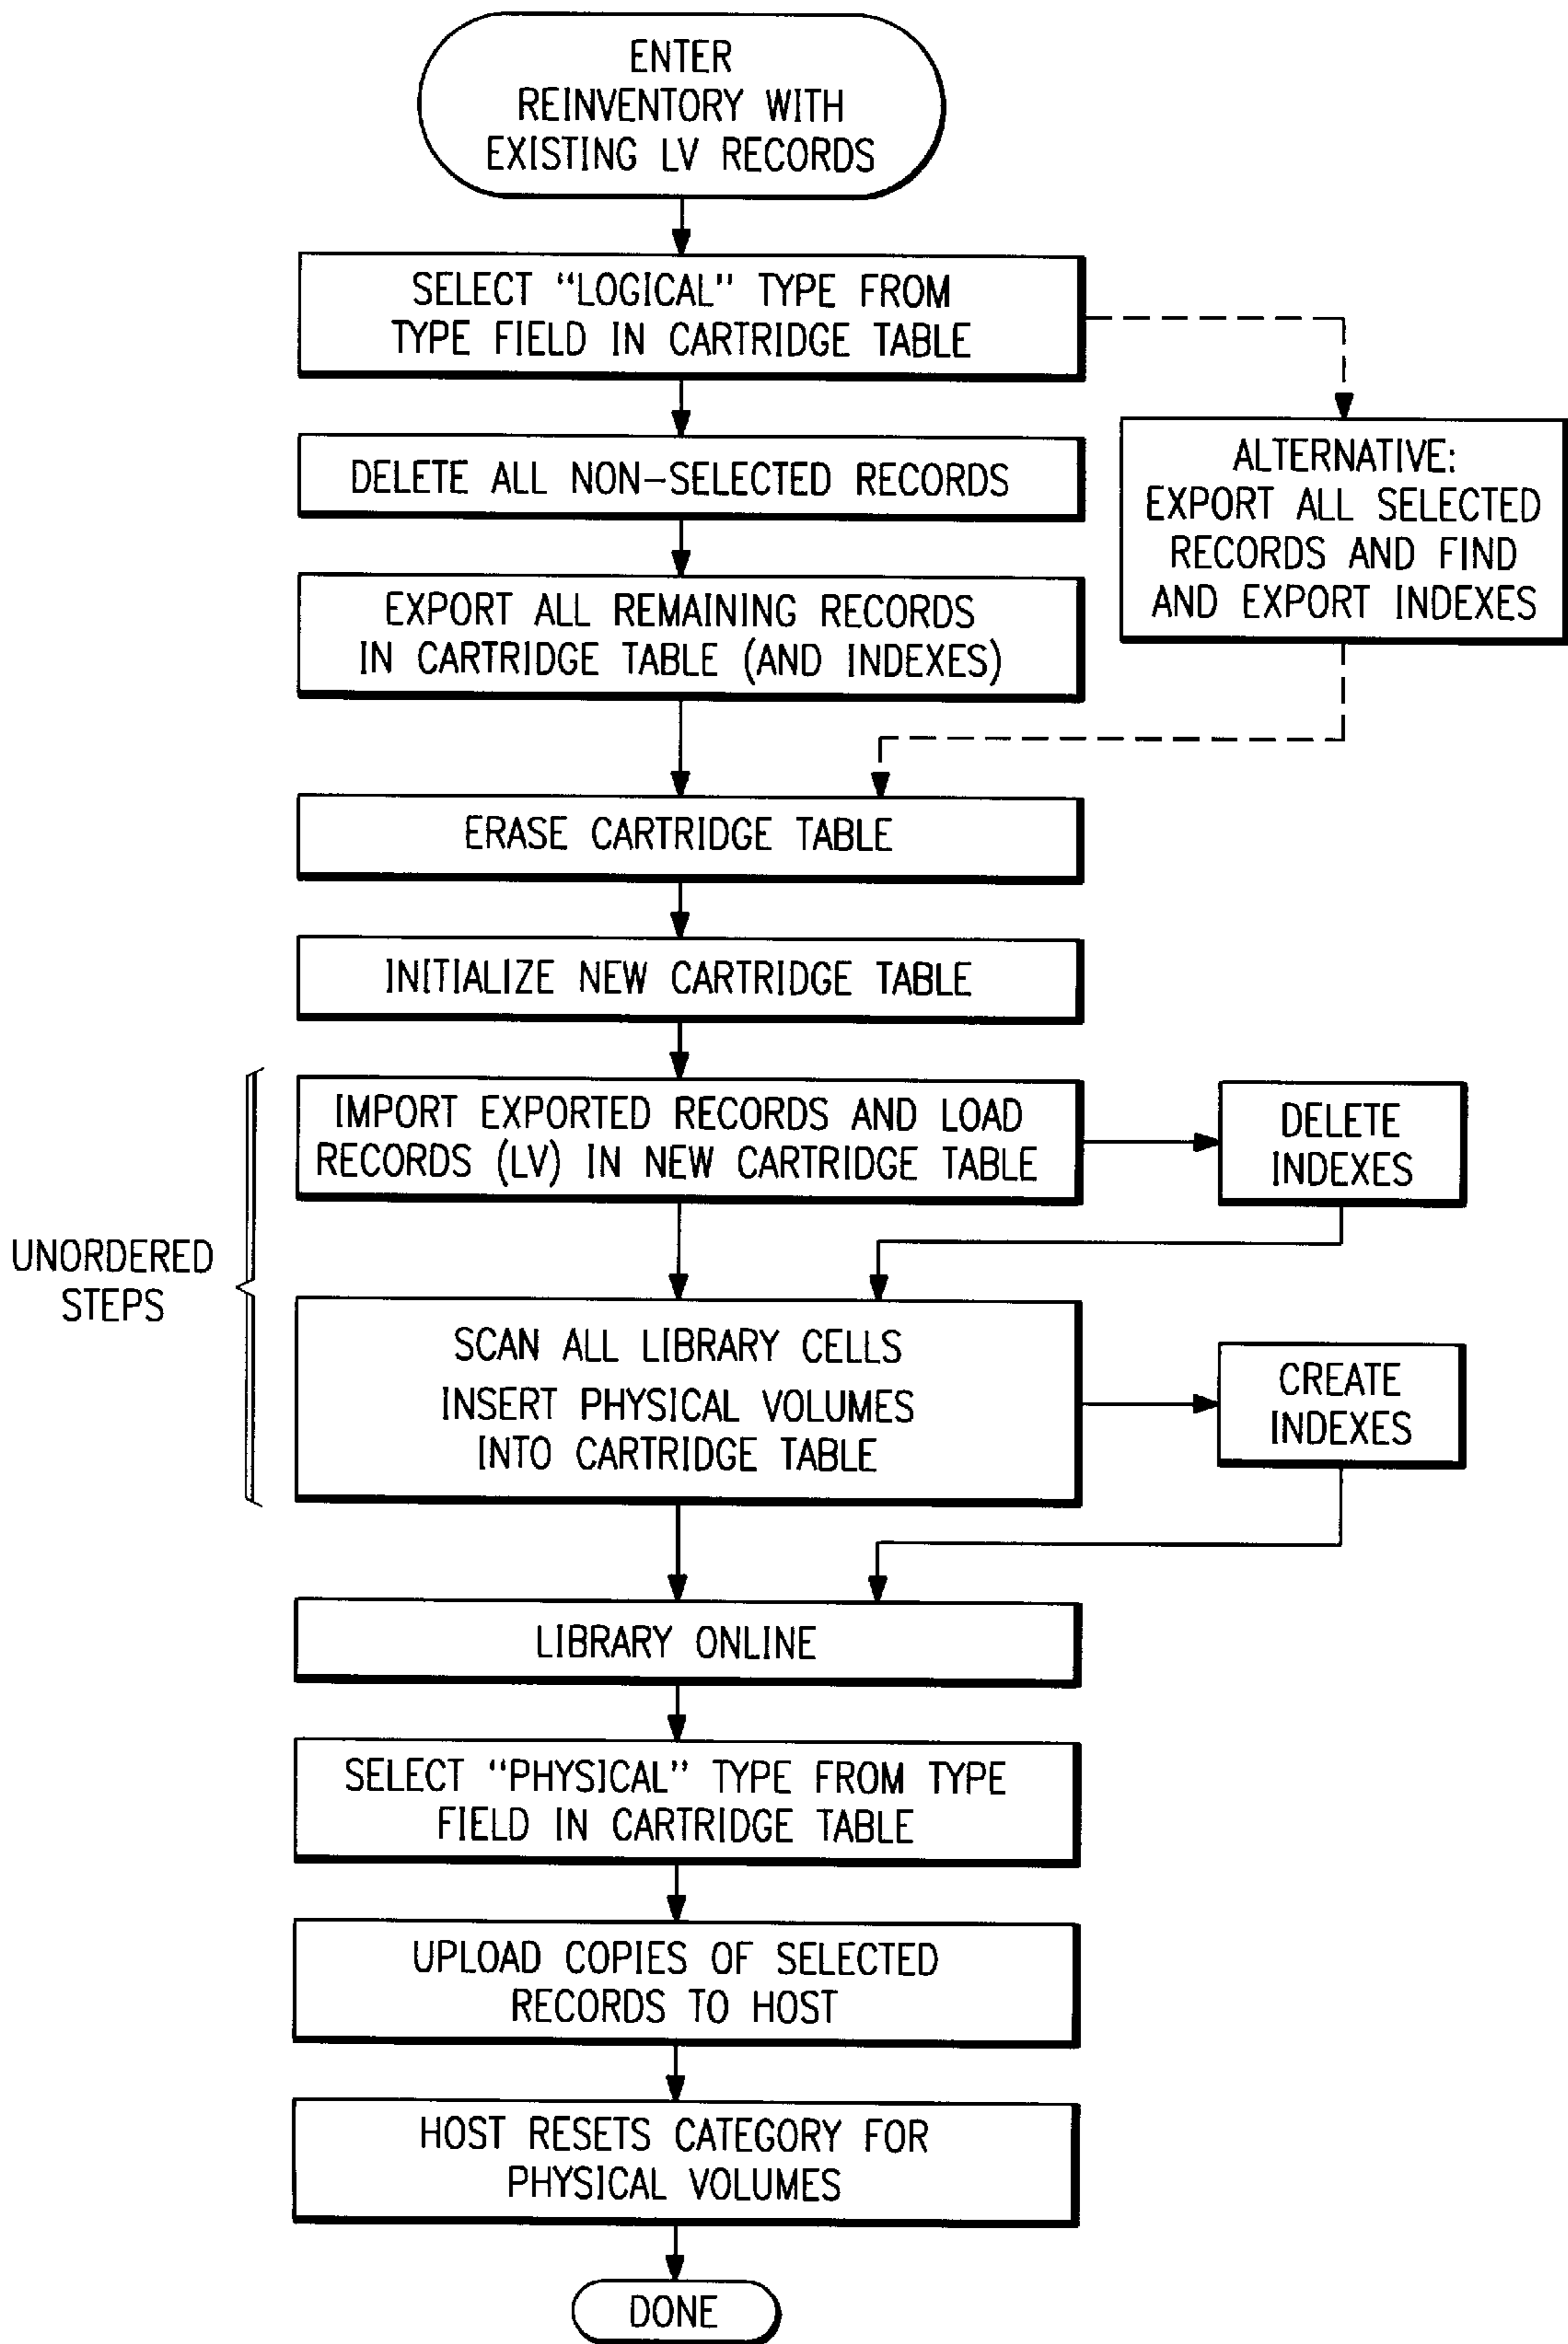 ENTER
REINVENTORY WITH
EXISTING LV RECORDS
SELECT “LOGICAL" TYPE FROM
TYPE FIELD IN CARTRIDGE TABLE
DELETE ALL NON-SELECTED RECORDS
ALTERNATIVE:
EXPORT ALL SELECTED
RECORDS AND FIND
AND EXPORT INDEXES
EXPORT ALL REMAINING RECORDS
IN CARTRIDGE TABLE (AND INDEXES)
ERASE CARTRIDGE TABLE
INITIALIZE NEW CARTRIDGE TABLE
IMPORT EXPORTED RECORDS AND LOAD
RECORDS (LV) IN NEW CARTRIDGE TABLE
DELETE
INDEXES
UNORDERED
STEPS
SCAN ALL LIBRARY CELLS
INSERT PHYSICAL VOLUMES
INTO CARTRIDGE TABLE
CREATE
INDEXES
LIBRARY ONLINE
SELECT “PHYSICAL” TYPE FROM TYPE
FIELD IN CARTRIDGE TABLE
UPLOAD COPIES OF SELECTED
RECORDS TO HOST
HOST RESETS CATEGORY FOR
PHYSICAL VOLUMES
DONE